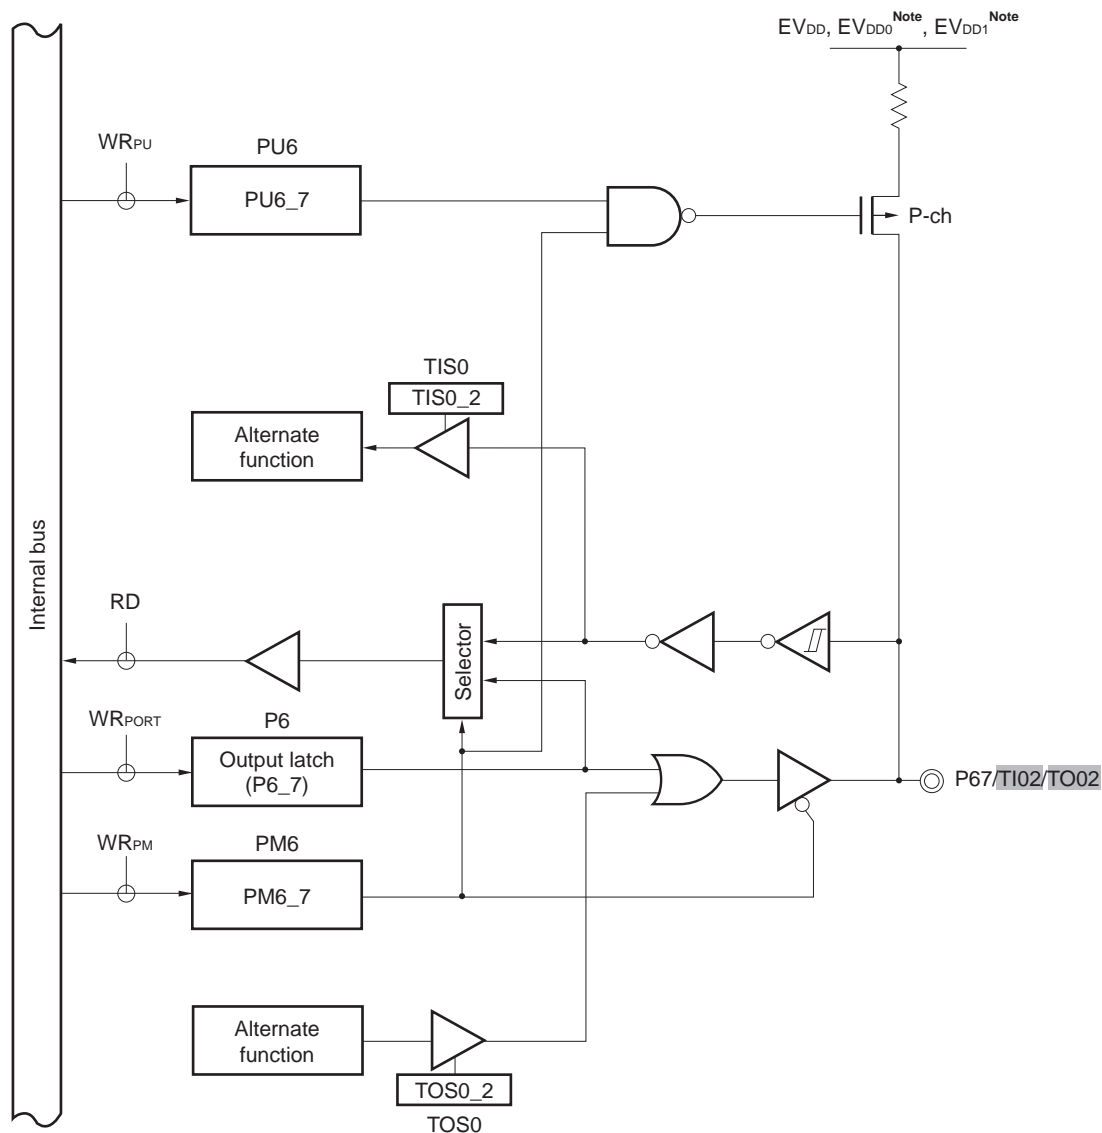 EVDD, EVDD0Note, EVDD1Note
WRPU
PU6
PU6_7
P-ch
TIS0
TIS0_2
Alternate
function
Internal bus
RD
Selector
WRPORT
P6
Output latch
(P6_7)
P67/TI02/TO02
WRPM
PM6
PM6_7
Alternate
function
TOS0_2
TOS0